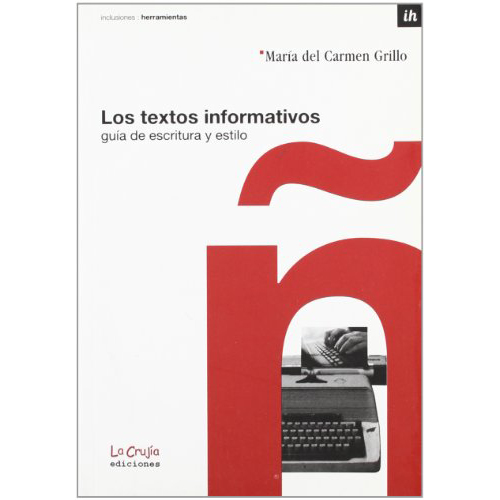 inclusiones : herramientas
ih
María del Carmen Grillo
Los textos informativos
guía de escritura y estilo
ñ
La Crujía
ediciones